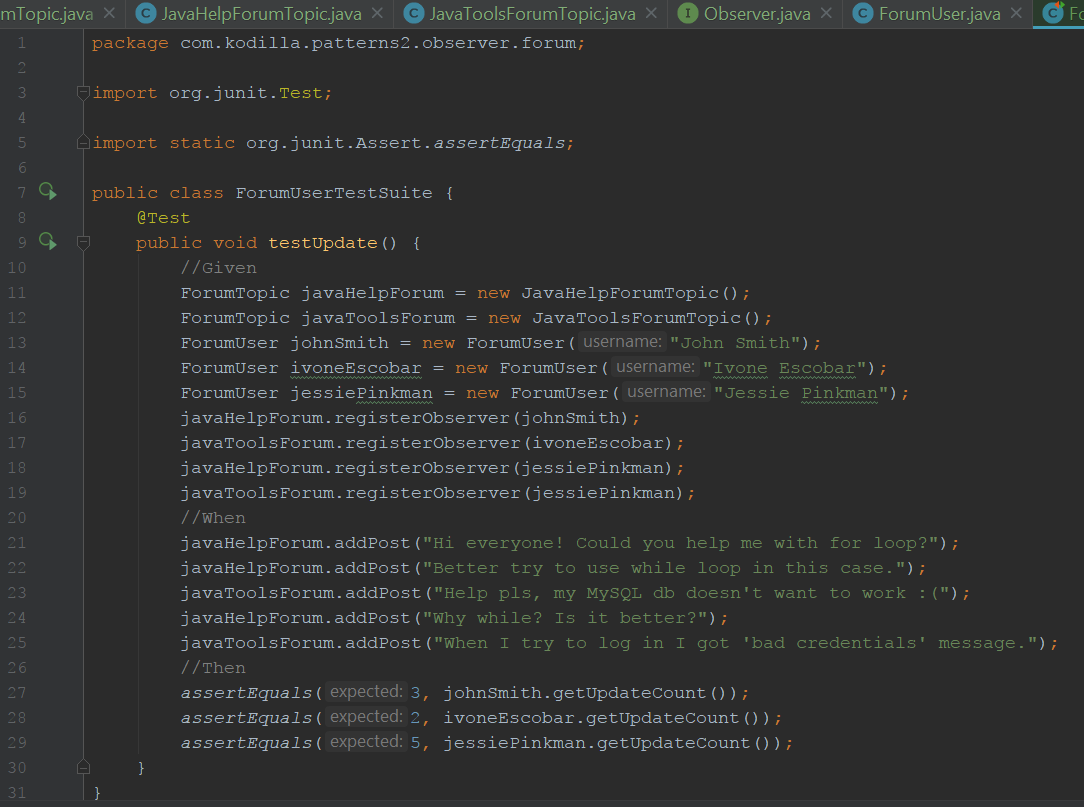 mTopic.java × C JavaHelpForumTopic.java × C JavaToolsForumTopic.java × I Observer.java × C ForumUser.java × C Fo
1 package com.kodilla.patterns2.observer.forum;
2
3 import org.junit.Test;
4
5 import static org.junit.Assert.assertEquals;
6
7 public class ForumUserTestSuite {
8 @Test
9 public void testUpdate() {
10 //Given
11 ForumTopic javaHelpForum = new JavaHelpForumTopic();
12 ForumTopic javaToolsForum = new JavaToolsForumTopic();
13 ForumUser johnSmith = new ForumUser( username: "John Smith");
14 ForumUser ivoneEscobar = new ForumUser( username: "Ivone Escobar");
15 ForumUser jessiePinkman = new ForumUser( username: "Jessie Pinkman");
16 javaHelpForum.registerObserver(johnSmith);
17 javaToolsForum.registerObserver(ivoneEscobar);
18 javaHelpForum.registerObserver(jessiePinkman);
19 javaToolsForum.registerObserver(jessiePinkman);
20 //When
21 javaHelpForum.addPost("Hi everyone! Could you help me with for loop?");
22 javaHelpForum.addPost("Better try to use while loop in this case.");
23 javaToolsForum.addPost("Help pls, my MySQL db doesn't want to work :(");
24 javaHelpForum.addPost("Why while? Is it better?");
25 javaToolsForum.addPost("When I try to log in I got 'bad credentials' message.");
26 //Then
27 assertEquals( expected: 3, johnSmith.getUpdateCount());
28 assertEquals( expected: 2, ivoneEscobar.getUpdateCount());
29 assertEquals( expected: 5, jessiePinkman.getUpdateCount());
30 }
31 }